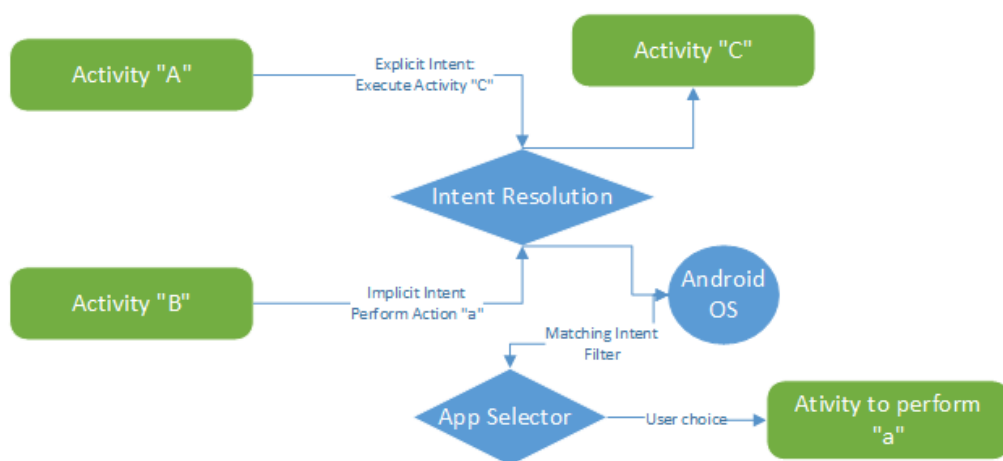 Activity "A"
Explicit Intent:
Execute Activity "C"
Activity "C"
Intent Resolution
Activity "B"
Implicit Intent
Perform Action "a"
Android
OS
Matching Intent
Filter
App Selector
User choice
Ativity to perform
"a"